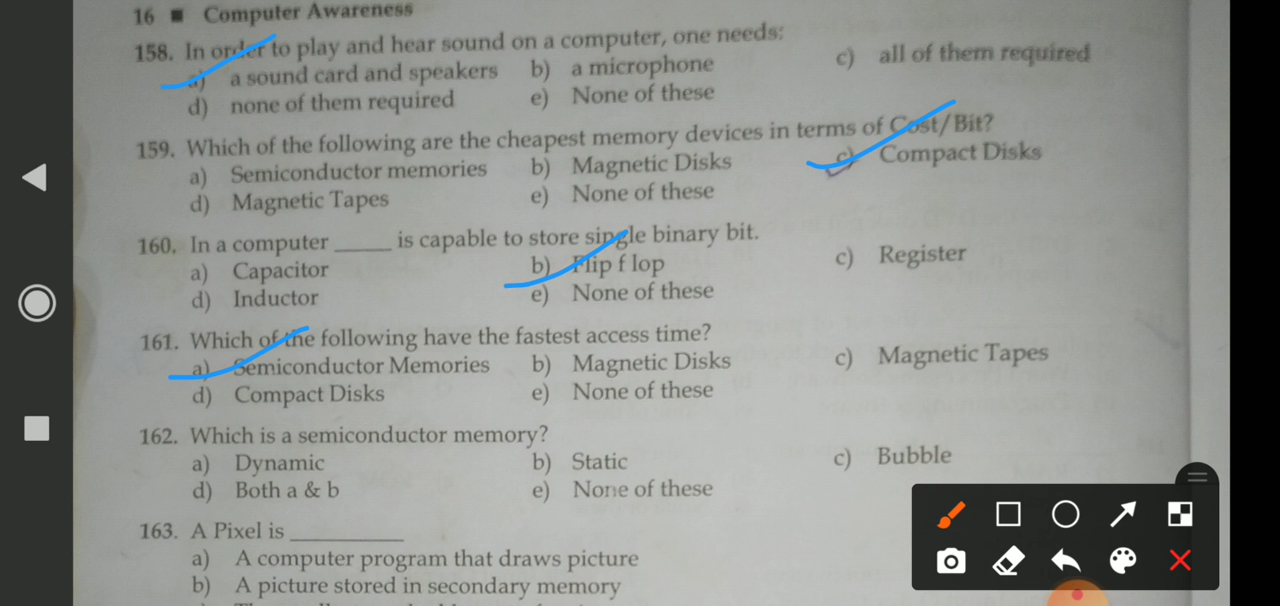 16 ■ Computer Awareness
158. In order to play and hear sound on a computer, one needs:
a) a sound card and speakers b) a microphone c) all of them required
d) none of them required e) None of these
159. Which of the following are the cheapest memory devices in terms of Cost/Bit?
a) Semiconductor memories b) Magnetic Disks c) Compact Disks
d) Magnetic Tapes e) None of these
160. In a computer _____ is capable to store single binary bit.
a) Capacitor b) Flip f lop c) Register
d) Inductor e) None of these
161. Which of the following have the fastest access time?
a) Semiconductor Memories b) Magnetic Disks c) Magnetic Tapes
d) Compact Disks e) None of these
162. Which is a semiconductor memory?
a) Dynamic b) Static c) Bubble
d) Both a & b e) None of these
163. A Pixel is __________
a) A computer program that draws picture
b) A picture stored in secondary memory